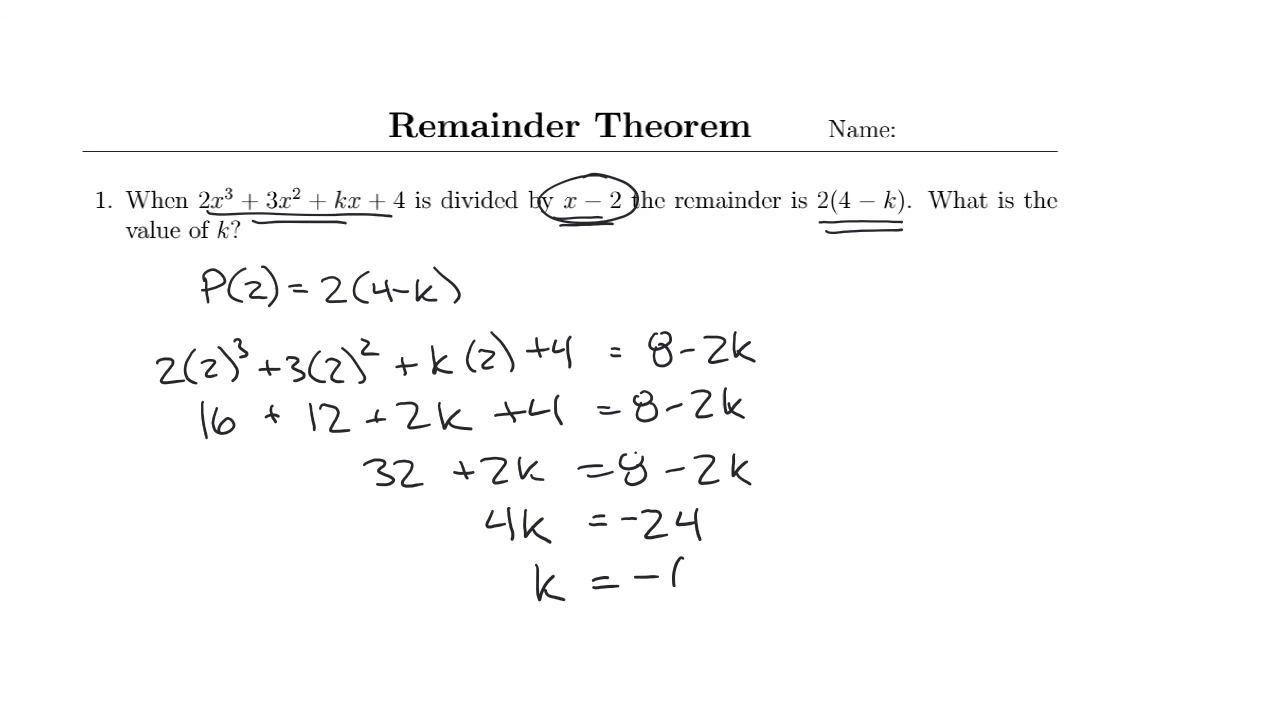 Remainder Theorem Name:
1. When 2x³ + 3x² + kx + 4 is divided by x − 2 the remainder is 2(4 − k). What is the
value of k?
P(2) = 2(4-k)
2(2)³ + 3(2)² + k(2) + 4 = 8 - 2k
16 + 12 + 2k + 4 = 8 - 2k
32 + 2k = 8 - 2k
4k = -24
k = -